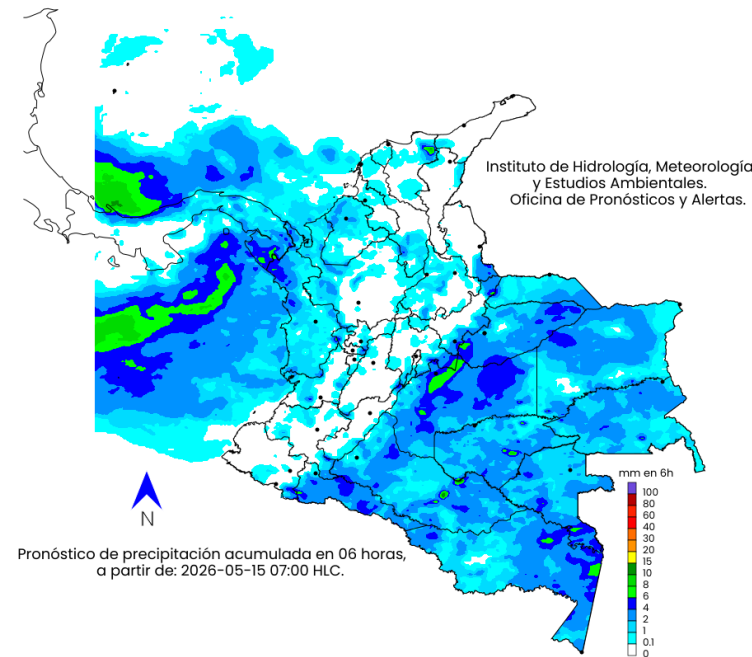 Instituto de Hidrología, Meteorología
y Estudios Ambientales.
Oficina de Pronósticos y Alertas.
mm en 6h
100
80
60
40
30
20
15
10
8
6
4
2
1
0.1
0
N
Pronóstico de precipitación acumulada en 06 horas,
a partir de: 2026-05-15 07:00 HLC.